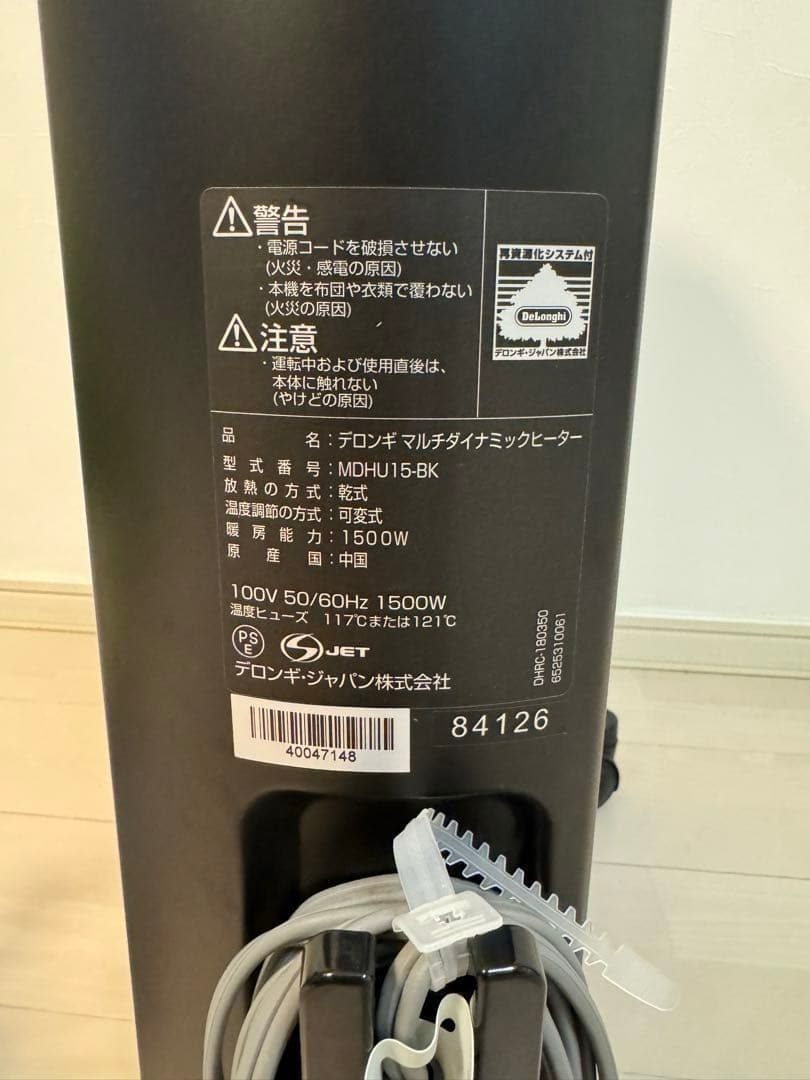 警告
・電源コードを破損させない
(火災・感電の原因)
・本機を布団や衣類で覆わない
(火災の原因)
注意
・運転中および使用直後は、
本体に触れない
(やけどの原因)
再資源化システム付
DeLonghi
デロンギ・ジャパン株式会社
品名：デロンギ マルチダイナミックヒーター
型式番号：MDHU15-BK
放熱の方式：乾式
温度調節の方式：可変式
暖房能力：1500W
原産国：中国
100V 50/60Hz 1500W
温度ヒューズ 117℃または121℃
PSE
JET
デロンギ・ジャパン株式会社
DHRC-180350
6525310061
40047148
84126